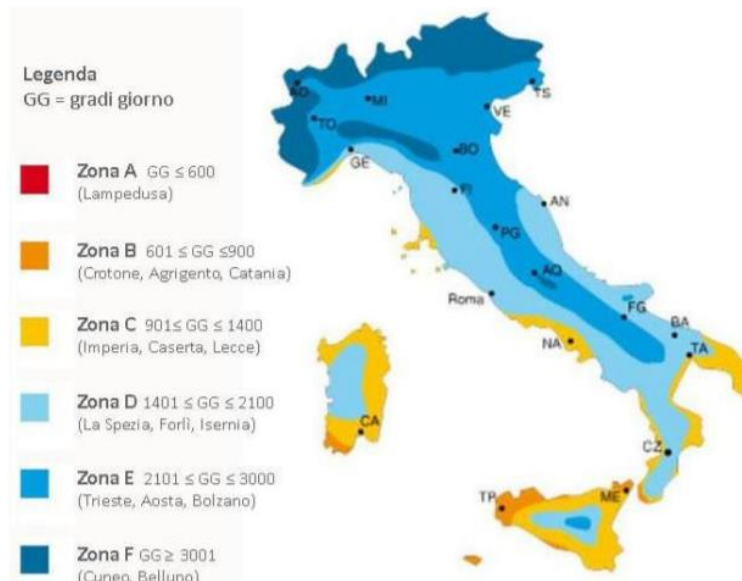 Legenda
GG = gradi giorno
Zona A GG ≤ 600
(Lampedusa)
Zona B 601 ≤ GG ≤900
(Crotone, Agrigento, Catania)
Zona C 901≤ GG ≤ 1400
(Imperia, Caserta, Lecce)
Zona D 1401 ≤ GG ≤ 2100
(La Spezia, Forlì, Isernia)
Zona E 2101 ≤ GG ≤ 3000
(Trieste, Aosta, Bolzano)
Zona F GG ≥ 3001
(Cuneo, Belluno)
AO
MI
TS
VE
TO
BO
GE
FI
AN
PG
AQ
Roma
FG
BA
NA
TA
CA
CZ
TP
ME